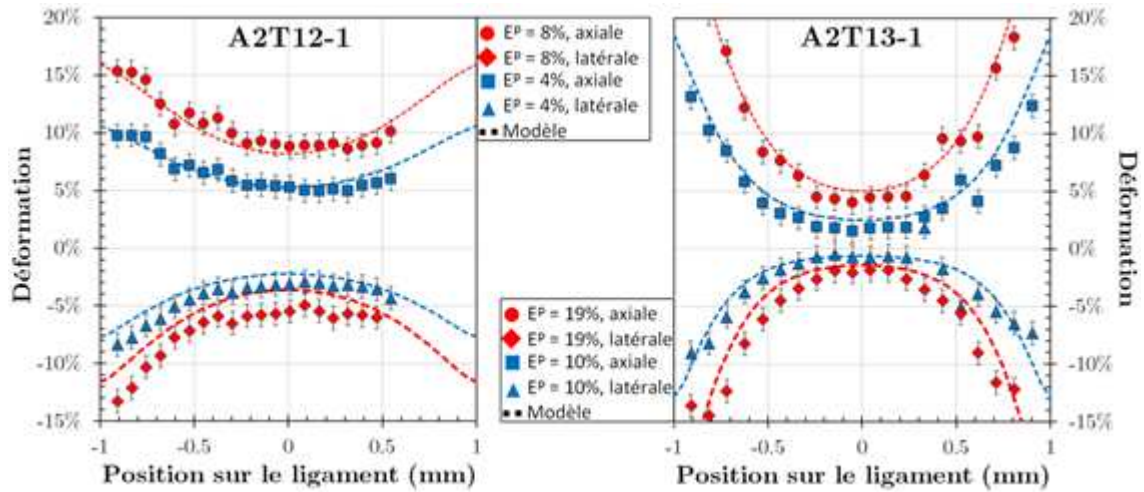 A2T12-1
20%
15%
10%
5%
0%
-5%
-10%
-15%
Déformation
-1
-0.5
0
0.5
1
Position sur le ligament (mm)
Eᵖ = 8%, axiale
Eᵖ = 8%, latérale
Eᵖ = 4%, axiale
Eᵖ = 4%, latérale
Modèle
Eᵖ = 19%, axiale
Eᵖ = 19%, latérale
Eᵖ = 10%, axiale
Eᵖ = 10%, latérale
Modèle
A2T13-1
20%
15%
10%
5%
0%
-5%
-10%
-15%
Déformation
-1
-0.5
0
0.5
1
Position sur le ligament (mm)